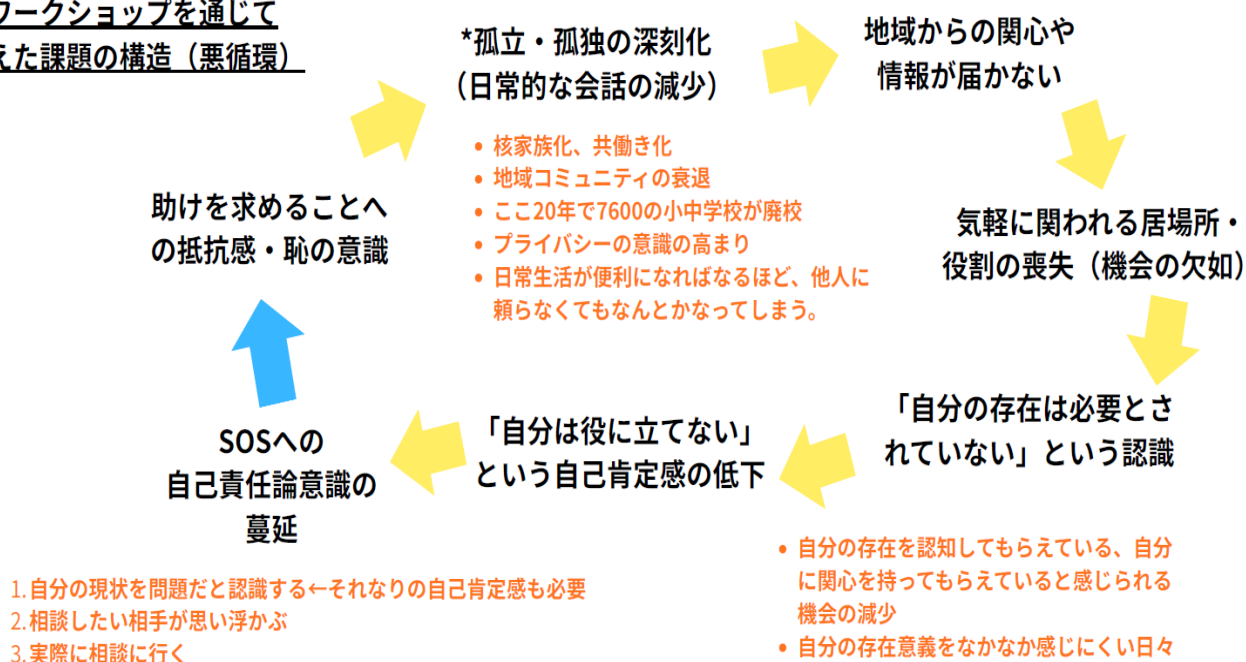 ワークショップを通じて
えた課題の構造（悪循環）
*孤立・孤独の深刻化
（日常的な会話の減少）
• 核家族化、共働き化
• 地域コミュニティの衰退
• ここ20年で7600の小中学校が廃校
• プライバシーの意識の高まり
• 日常生活が便利になればなるほど、他人に
頼らなくてもなんとかなってしまう。
地域からの関心や
情報が届かない
気軽に関われる居場所・
役割の喪失（機会の欠如）
「自分の存在は必要とさ
れていない」という認識
• 自分の存在を認知してもらえている、自分
に関心を持ってもらえていると感じられる
機会の減少
• 自分の存在意義をなかなか感じにくい日々
「自分は役に立てない」
という自己肯定感の低下
SOSへの
自己責任論意識の
蔓延
1.自分の現状を問題だと認識する←それなりの自己肯定感も必要
2.相談したい相手が思い浮かぶ
3.実際に相談に行く
助けを求めることへ
の抵抗感・恥の意識